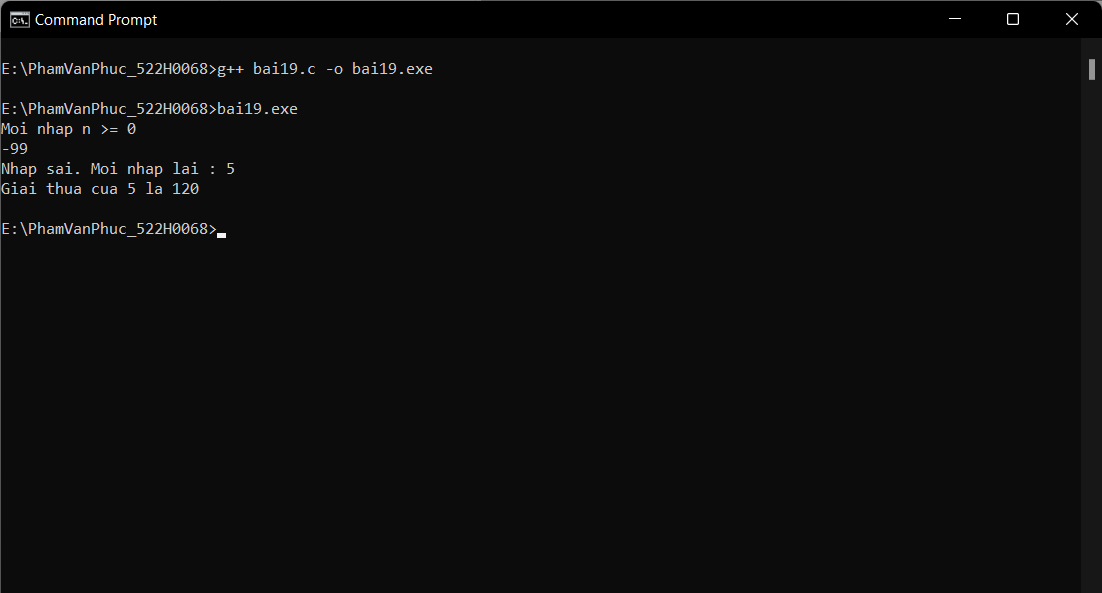 Command Prompt
E:\PhamVanPhuc_522H0068>g++ bai19.c -o bai19.exe
E:\PhamVanPhuc_522H0068>bai19.exe
Moi nhap n >= 0
-99
Nhap sai. Moi nhap lai : 5
Giai thua cua 5 la 120
E:\PhamVanPhuc_522H0068>